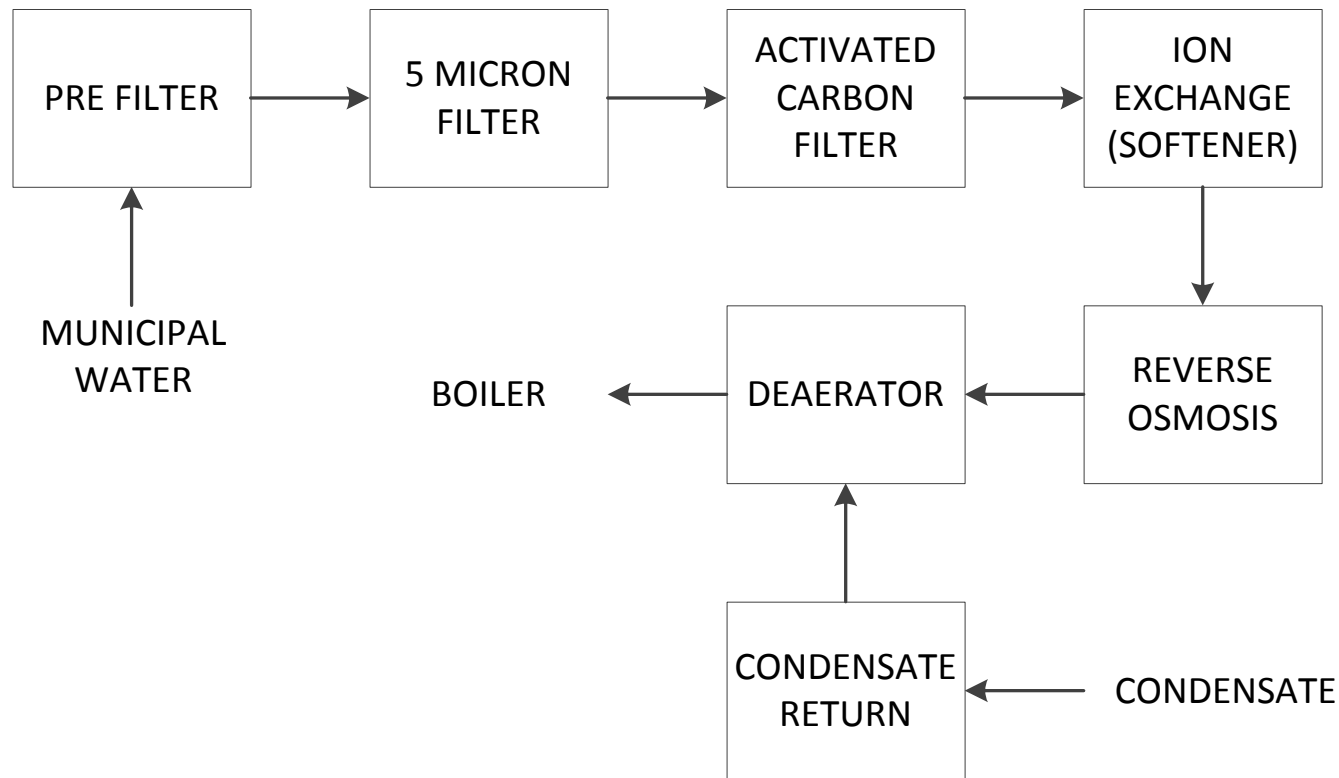 PRE FILTER
5 MICRON
FILTER
ACTIVATED
CARBON
FILTER
ION
EXCHANGE
(SOFTENER)
MUNICIPAL
WATER
BOILER
DEAERATOR
REVERSE
OSMOSIS
CONDENSATE
RETURN
CONDENSATE